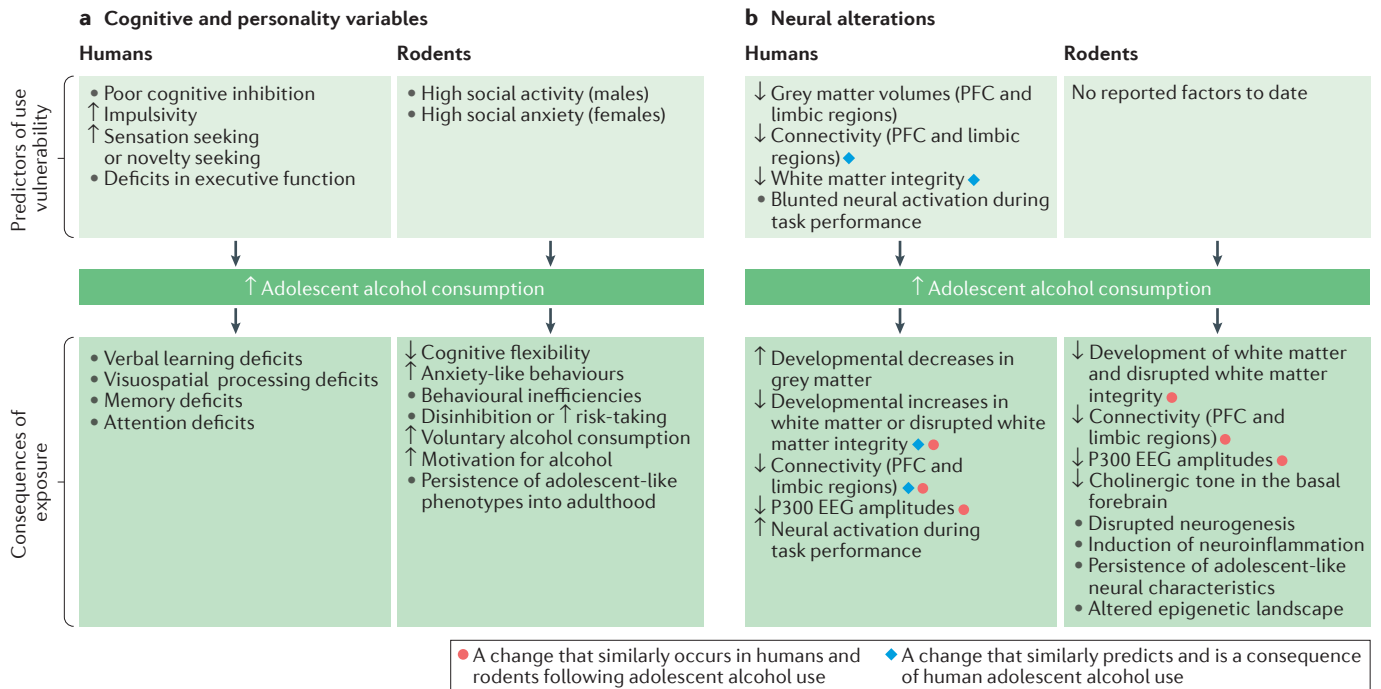 a Cognitive and personality variables
Humans
Rodents
Predictors of use
vulnerability
• Poor cognitive inhibition
↑ Impulsivity
↑ Sensation seeking
or novelty seeking
• Deficits in executive function
• High social activity (males)
• High social anxiety (females)
↑ Adolescent alcohol consumption
Consequences of
exposure
• Verbal learning deficits
• Visuospatial processing deficits
• Memory deficits
• Attention deficits
↓ Cognitive flexibility
↑ Anxiety-like behaviours
• Behavioural inefficiencies
• Disinhibition or ↑ risk-taking
↑ Voluntary alcohol consumption
↑ Motivation for alcohol
• Persistence of adolescent-like
phenotypes into adulthood
b Neural alterations
Humans
Rodents
↓ Grey matter volumes (PFC and
limbic regions)
↓ Connectivity (PFC and limbic
regions) ◆
↓ White matter integrity ◆
• Blunted neural activation during
task performance
No reported factors to date
↑ Adolescent alcohol consumption
↑ Developmental decreases in
grey matter
↓ Developmental increases in
white matter or disrupted white
matter integrity ◆ ●
↓ Connectivity (PFC and
limbic regions) ◆ ●
↓ P300 EEG amplitudes ●
↑ Neural activation during
task performance
↓ Development of white matter
and disrupted white matter
integrity ●
↓ Connectivity (PFC and
limbic regions) ●
↓ P300 EEG amplitudes ●
↓ Cholinergic tone in the basal
forebrain
• Disrupted neurogenesis
• Induction of neuroinflammation
• Persistence of adolescent-like
neural characteristics
• Altered epigenetic landscape
● A change that similarly occurs in humans and
rodents following adolescent alcohol use
◆ A change that similarly predicts and is a consequence
of human adolescent alcohol use